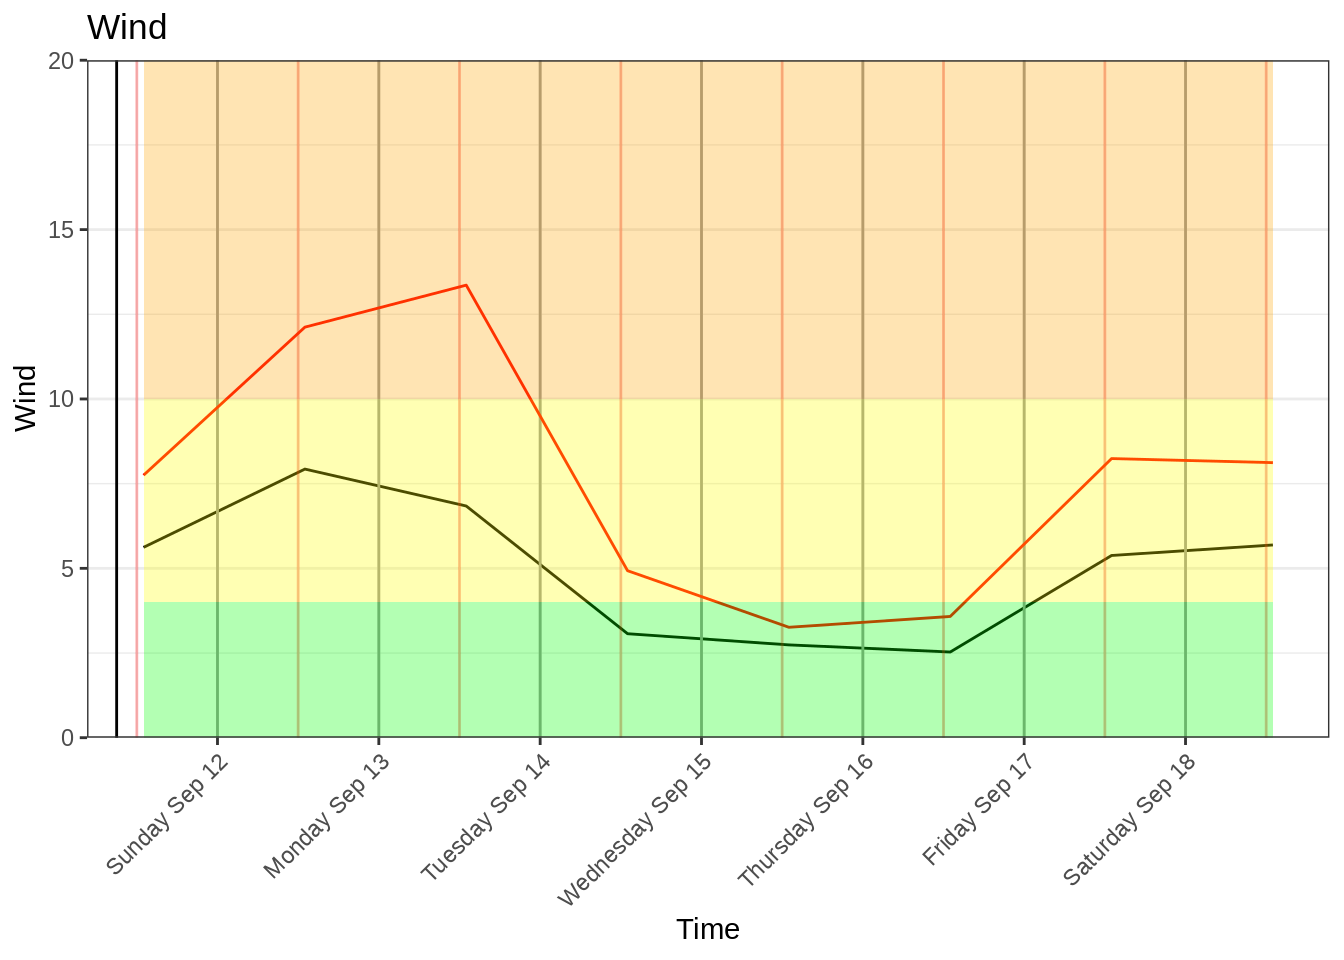 Wind
20
15
10
5
0
Wind
Sunday Sep 12
Monday Sep 13
Tuesday Sep 14
Wednesday Sep 15
Thursday Sep 16
Friday Sep 17
Saturday Sep 18
Time